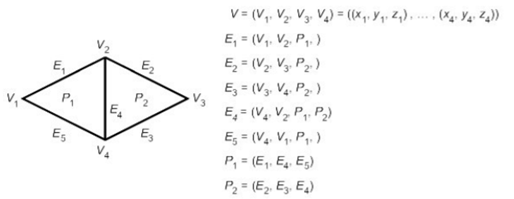 V = (V₁, V₂, V₃, V₄) = ((x₁, y₁, z₁), ... , (x₄, y₄, z₄))
E₁ = (V₁, V₂, P₁, )
E₂ = (V₂, V₃, P₂, )
E₃ = (V₃, V₄, P₂, )
E₄ = (V₄, V₂, P₁, P₂)
E₅ = (V₄, V₁, P₁, )
P₁ = (E₁, E₄, E₅)
P₂ = (E₂, E₃, E₄)
V₂
E₁ E₂
V₁ P₁ P₂ V₃
E₄
E₅ E₃
V₄